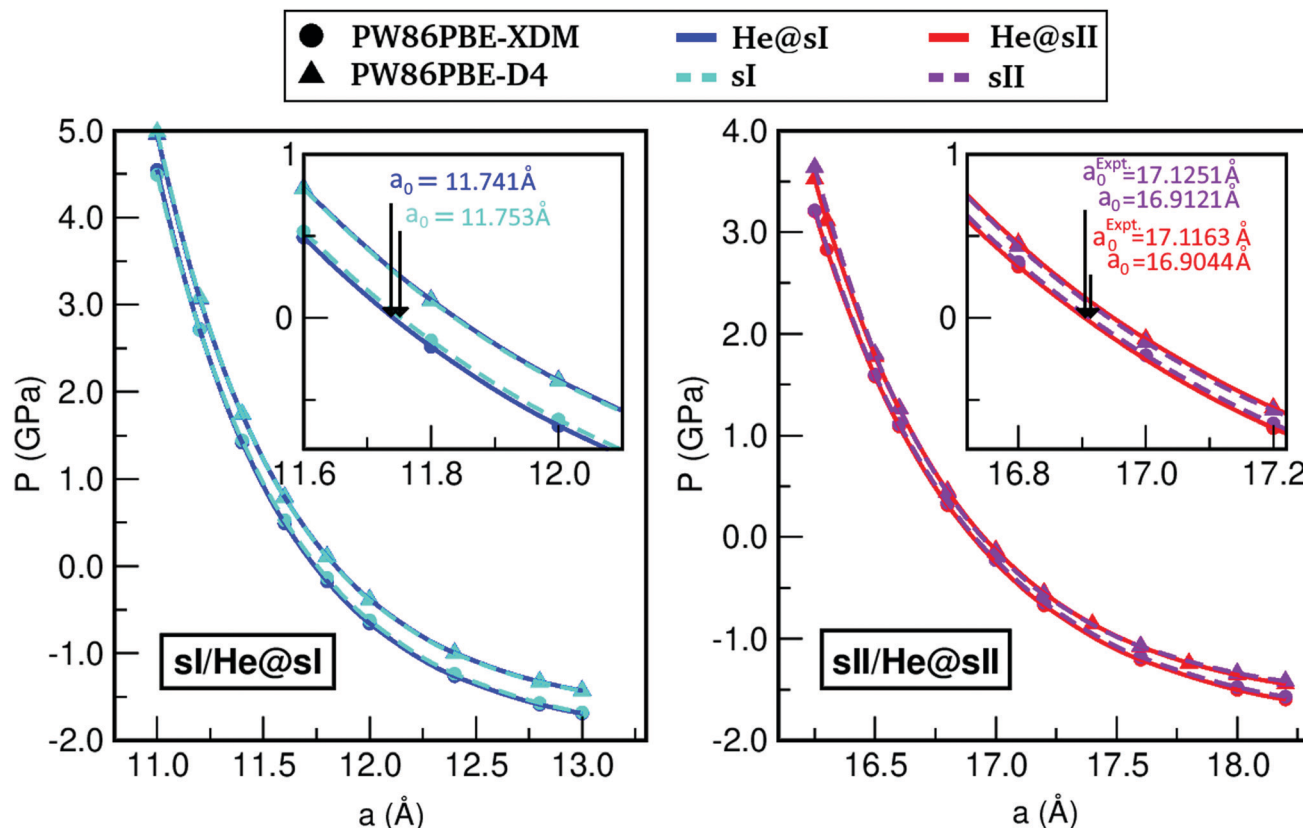 PW86PBE-XDM He@sI He@sII
PW86PBE-D4 sI sII
5.0
4.0
3.0
2.0
1.0
0.0
-1.0
-2.0
P (GPa)
11.0 11.5 12.0 12.5 13.0
a (Å)
sI/He@sI
1
0
11.6 11.8 12.0
a0 = 11.741Å
a0 = 11.753Å
4.0
3.0
2.0
1.0
0.0
-1.0
-2.0
P (GPa)
16.5 17.0 17.5 18.0
a (Å)
sII/He@sII
1
0
16.8 17.0 17.2
a0Expt.=17.1251Å
a0 =16.9121Å
a0Expt.=17.1163Å
a0 =16.9044Å